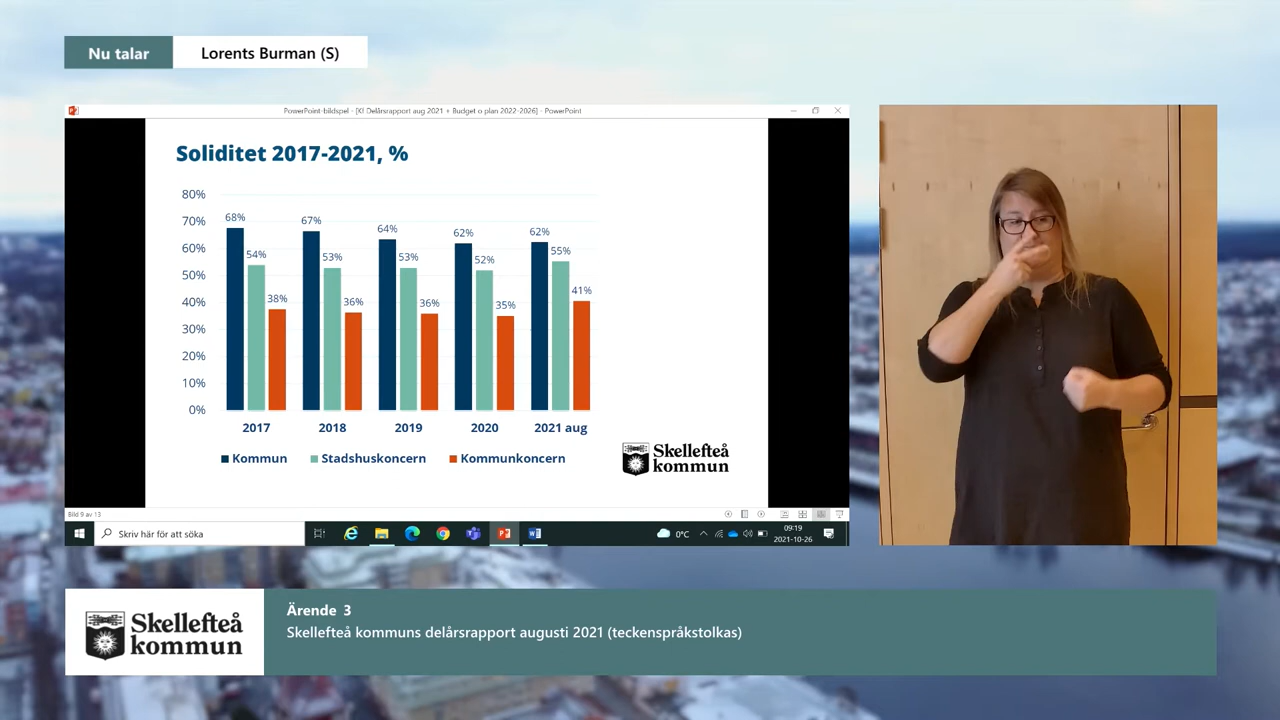 Nu talar
Lorents Burman (S)
PowerPoint-bildspel - [KF Delårsrapport aug 2021 + Budget o plan 2022-2026] - PowerPoint
Soliditet 2017-2021, %
80%
70%
60%
50%
40%
30%
20%
10%
0%
68%
54%
38%
67%
53%
36%
64%
53%
36%
62%
52%
35%
62%
55%
41%
2017
2018
2019
2020
2021 aug
Kommun
Stadshuskoncern
Kommunkoncern
Skellefteå
kommun
Bild 9 av 13
Skriv här för att söka
0°C
09:19
2021-10-26
Skellefteå
kommun
Ärende 3
Skellefteå kommuns delårsrapport augusti 2021 (teckenspråkstolkas)